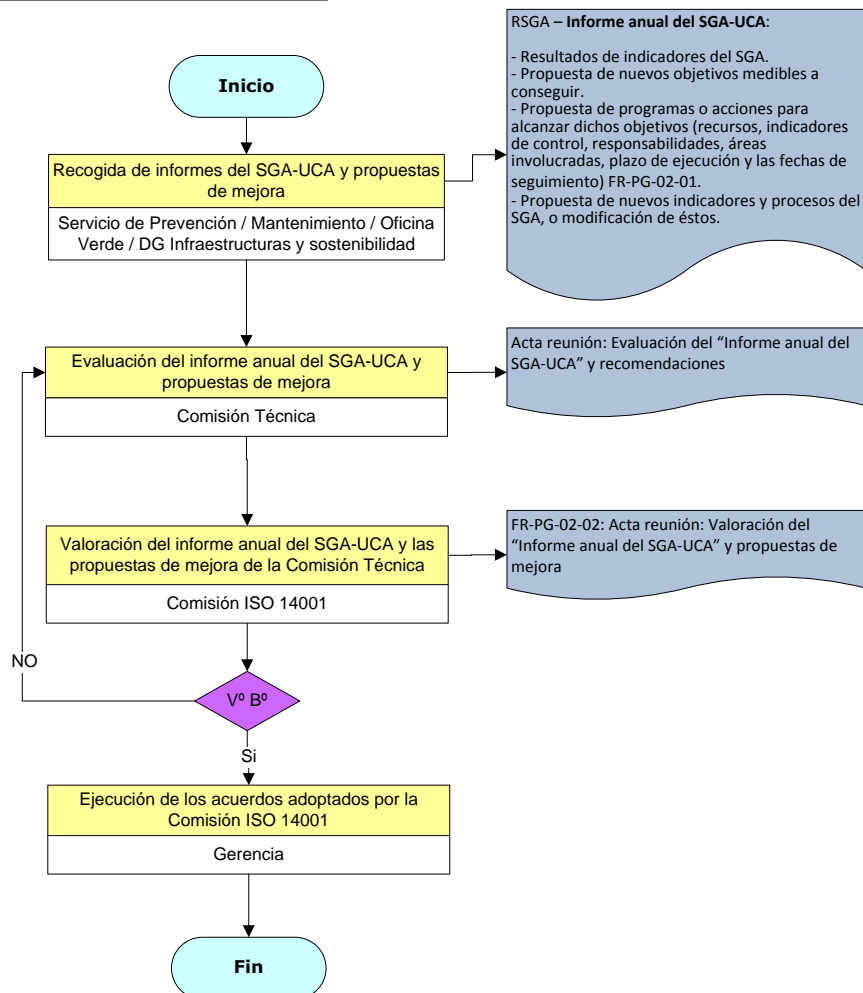 Inicio
Recogida de informes del SGA-UCA y propuestas
de mejora
Servicio de Prevención / Mantenimiento / Oficina
Verde / DG Infraestructuras y sostenibilidad
RSGA – Informe anual del SGA-UCA:
- Resultados de indicadores del SGA.
- Propuesta de nuevos objetivos medibles a
conseguir.
- Propuesta de programas o acciones para
alcanzar dichos objetivos (recursos, indicadores
de control, responsabilidades, áreas
involucradas, plazo de ejecución y las fechas de
seguimiento) FR-PG-02-01.
- Propuesta de nuevos indicadores y procesos del
SGA, o modificación de éstos.
Evaluación del informe anual del SGA-UCA y
propuestas de mejora
Comisión Técnica
Acta reunión: Evaluación del “Informe anual del
SGA-UCA” y recomendaciones
Valoración del informe anual del SGA-UCA y las
propuestas de mejora de la Comisión Técnica
Comisión ISO 14001
FR-PG-02-02: Acta reunión: Valoración del
“Informe anual del SGA-UCA” y propuestas de
mejora
NO
Vº Bº
Si
Ejecución de los acuerdos adoptados por la
Comisión ISO 14001
Gerencia
Fin